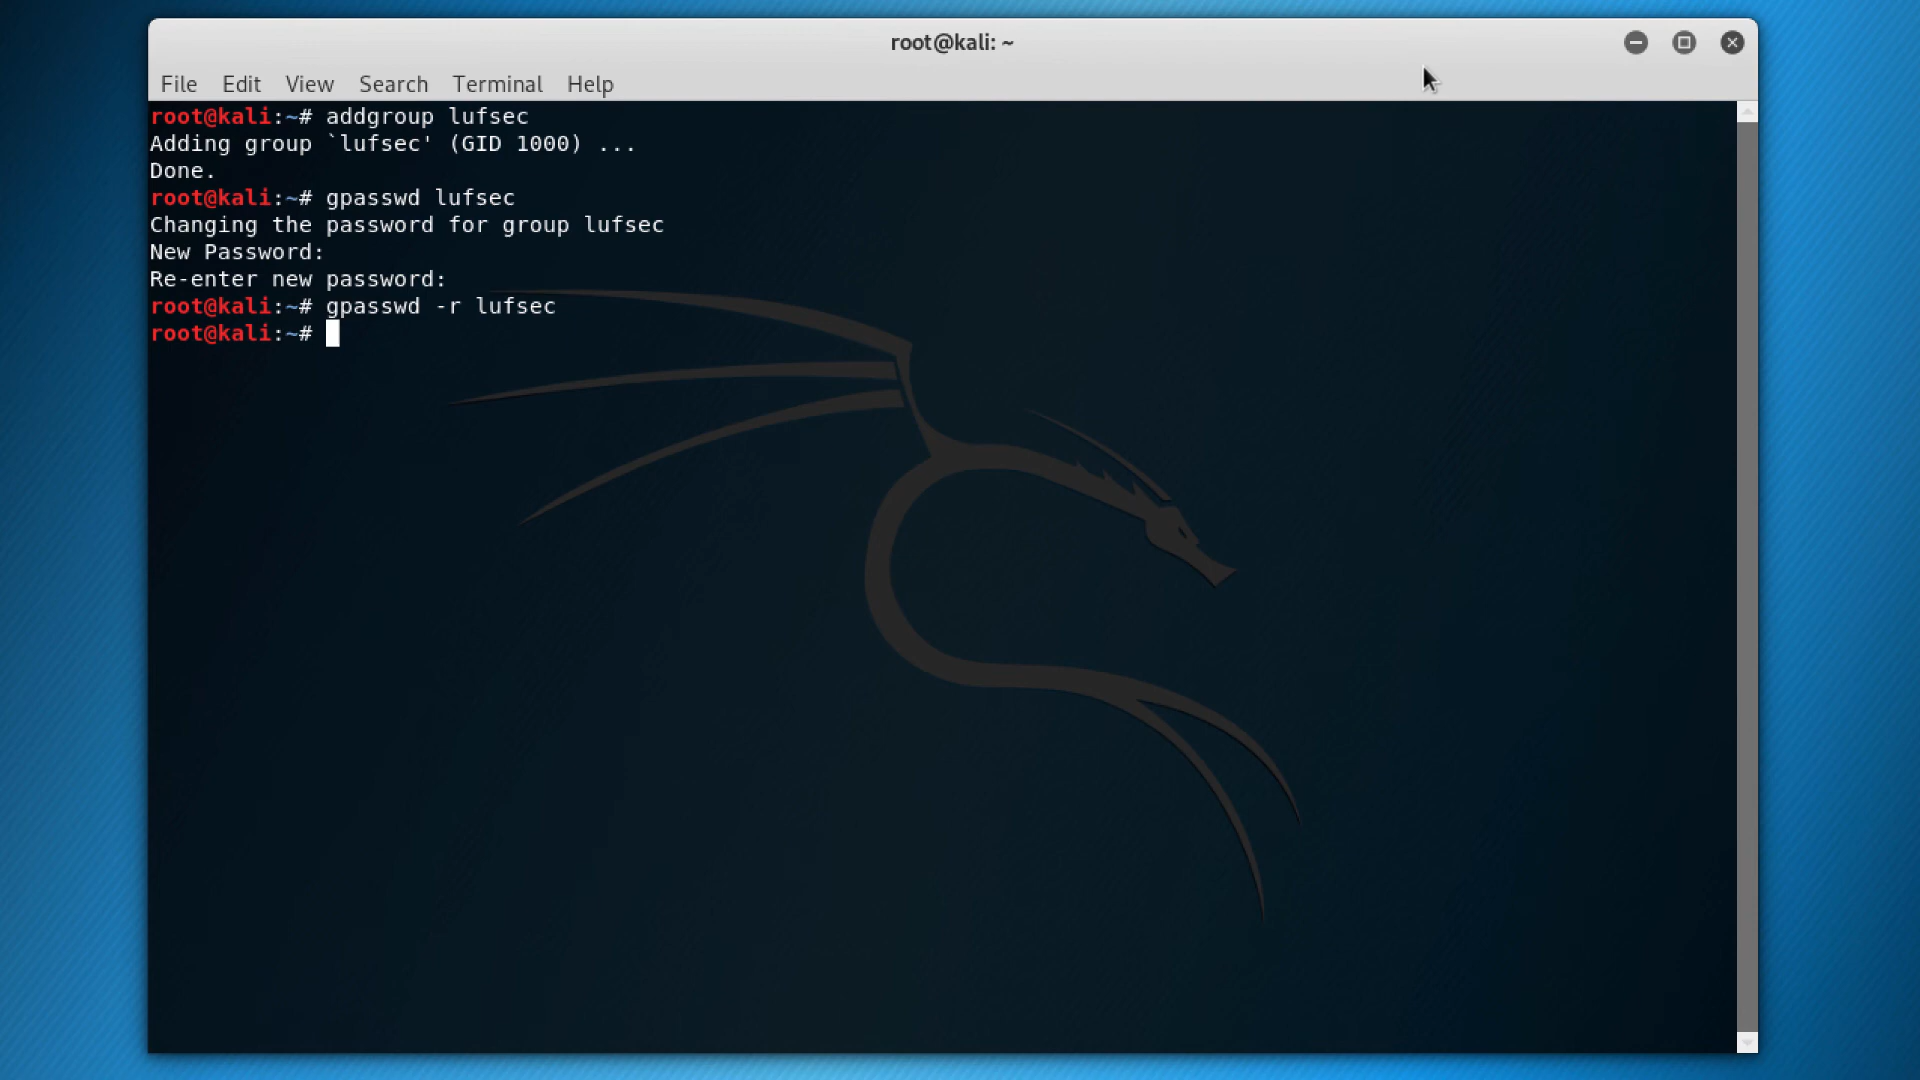 root@kali: ~
File Edit View Search Terminal Help
root@kali:~# addgroup lufsec
Adding group `lufsec' (GID 1000) ...
Done.
root@kali:~# gpasswd lufsec
Changing the password for group lufsec
New Password:
Re-enter new password:
root@kali:~# gpasswd -r lufsec
root@kali:~#